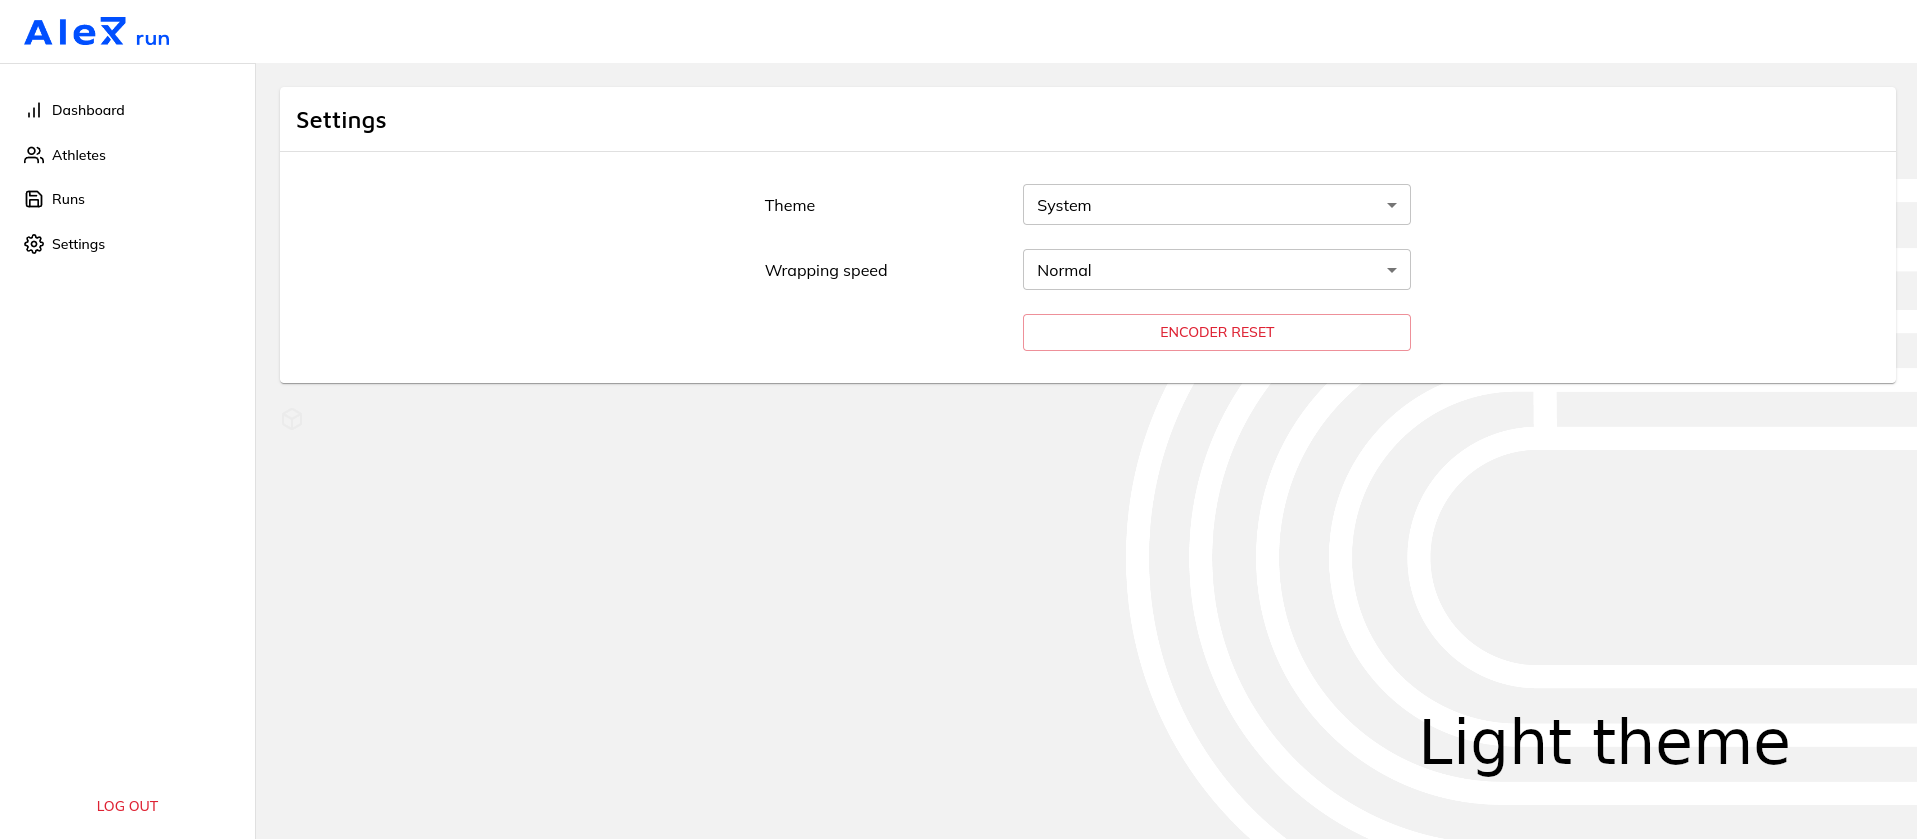 Alex run
Dashboard
Athletes
Runs
Settings
LOG OUT
Settings
Theme
System
Wrapping speed
Normal
ENCODER RESET
Light theme